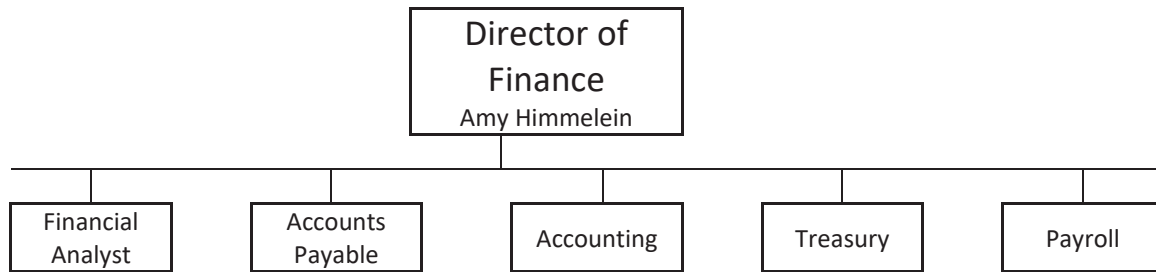 Director of
Finance
Amy Himmelein
Financial
Analyst
Accounts
Payable
Accounting
Treasury
Payroll